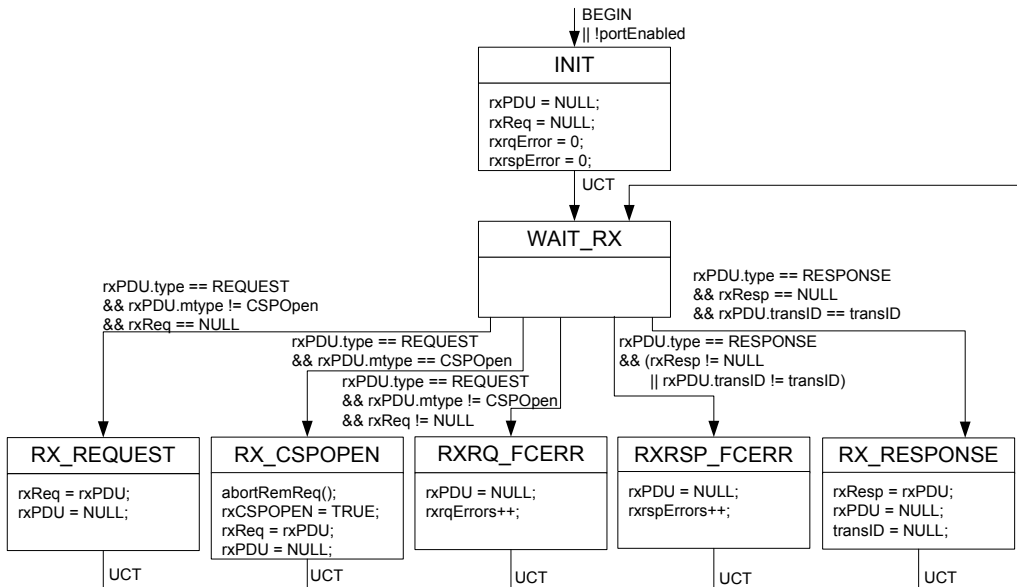 BEGIN
|| !portEnabled
INIT
rxPDU = NULL;
rxReq = NULL;
rxrqError = 0;
rxrspError = 0;
UCT
WAIT_RX
rxPDU.type == REQUEST
&& rxPDU.mtype != CSPOpen
&& rxReq == NULL
rxPDU.type == REQUEST
&& rxPDU.mtype == CSPOpen
rxPDU.type == REQUEST
&& rxPDU.mtype != CSPOpen
&& rxReq != NULL
rxPDU.type == RESPONSE
&& (rxResp != NULL
|| rxPDU.transID != transID)
rxPDU.type == RESPONSE
&& rxResp == NULL
&& rxPDU.transID == transID
RX_REQUEST
rxReq = rxPDU;
rxPDU = NULL;
UCT
RX_CSPOPEN
abortRemReq();
rxCSPOPEN = TRUE;
rxReq = rxPDU;
rxPDU = NULL;
UCT
RXRQ_FCERR
rxPDU = NULL;
rxrqErrors++;
UCT
RXRSP_FCERR
rxPDU = NULL;
rxrspErrors++;
UCT
RX_RESPONSE
rxResp = rxPDU;
rxPDU = NULL;
transID = NULL;
UCT